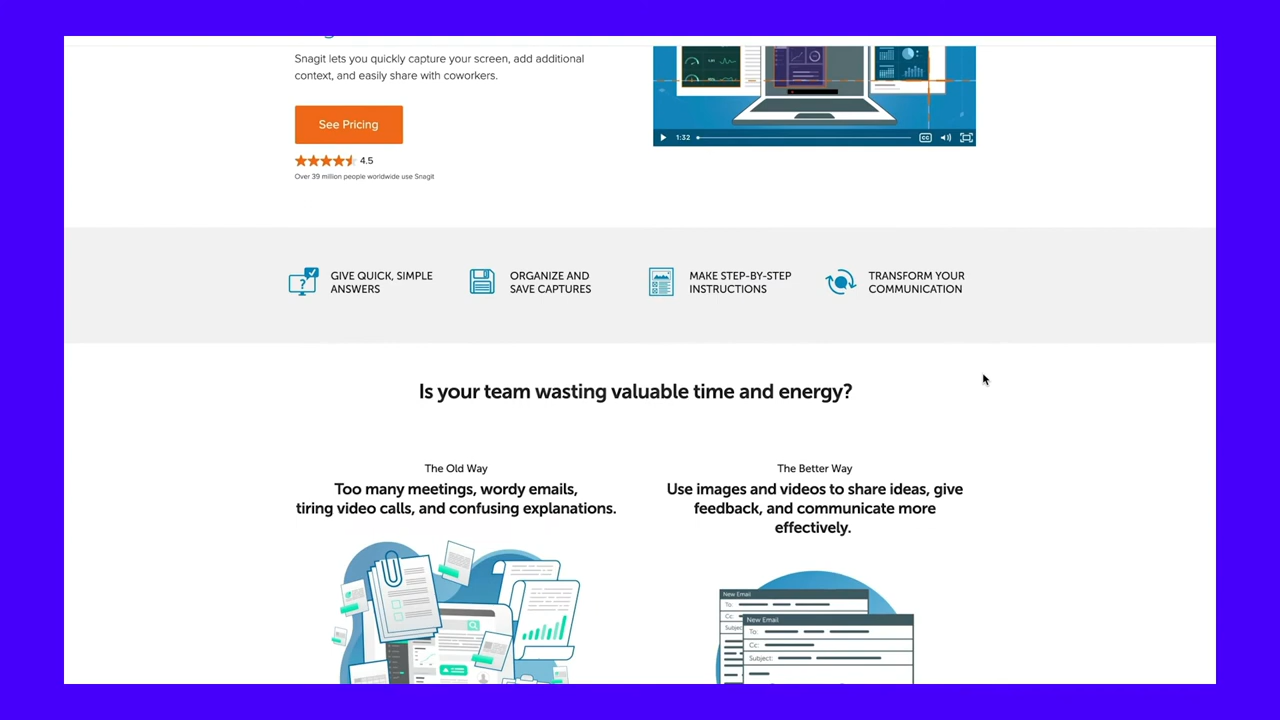 Snagit lets you quickly capture your screen, add additional
context, and easily share with coworkers.
See Pricing
4.5
Over 39 million people worldwide use Snagit
1:32
CC
GIVE QUICK, SIMPLE
ANSWERS
ORGANIZE AND
SAVE CAPTURES
MAKE STEP-BY-STEP
INSTRUCTIONS
TRANSFORM YOUR
COMMUNICATION
Is your team wasting valuable time and energy?
The Old Way
Too many meetings, wordy emails,
tiring video calls, and confusing explanations.
The Better Way
Use images and videos to share ideas, give
feedback, and communicate more
effectively.
New Email
To:
Cc:
Subjec
New Email
To:
Cc:
Subject: